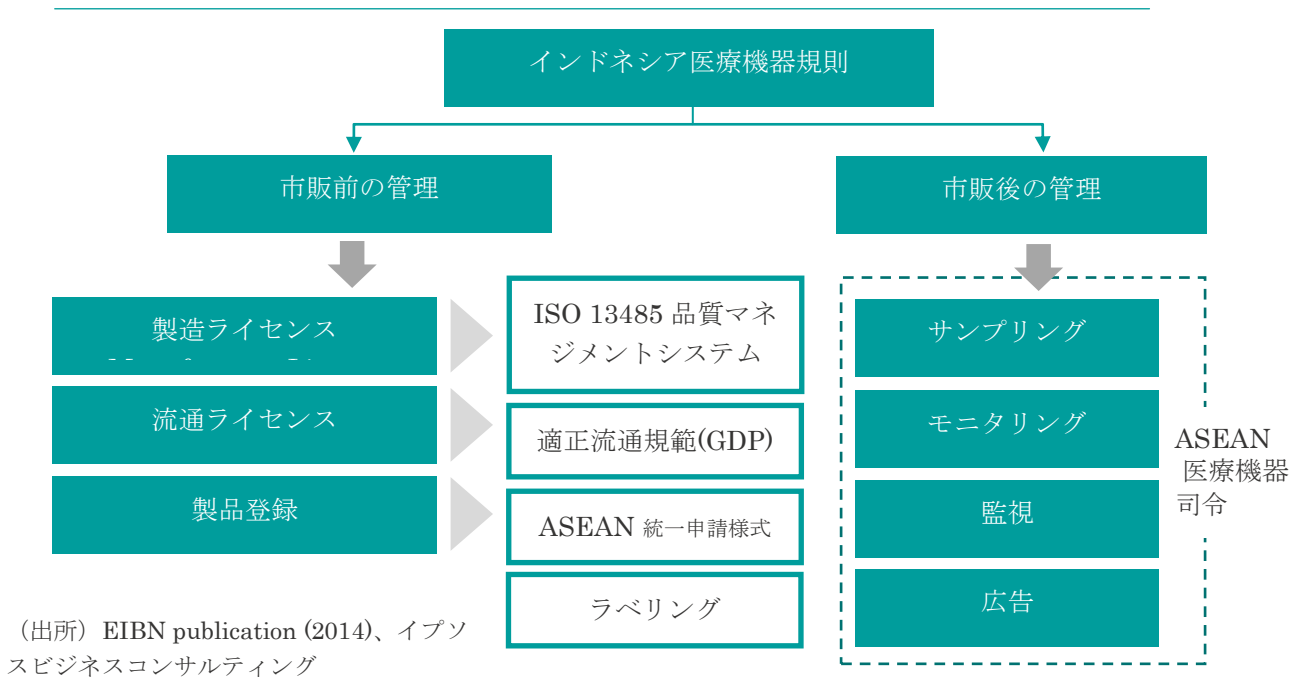 インドネシア医療機器規則
市販前の管理
市販後の管理
製造ライセンス
流通ライセンス
製品登録
ISO 13485 品質マネ
ジメントシステム
適正流通規範(GDP)
ASEAN 統一申請様式
ラベリング
サンプリング
モニタリング
監視
広告
ASEAN
医療機器
司令
（出所）EIBN publication (2014)、イプソ
スビジネスコンサルティング